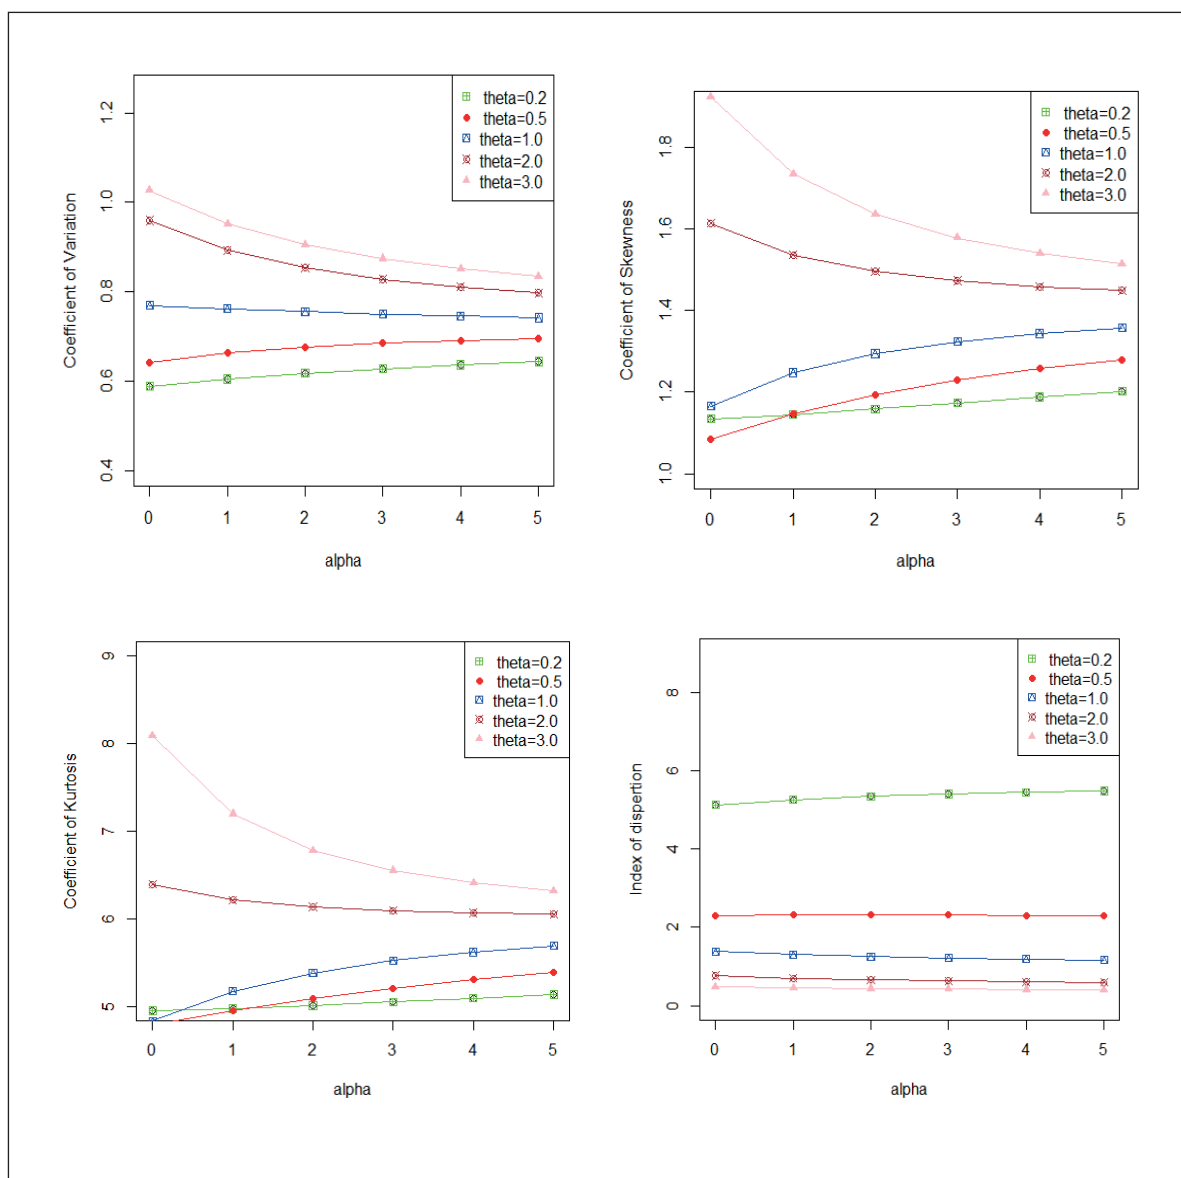 Coefficient of Variation
1.2
1.0
0.8
0.6
0.4
theta=0.2
theta=0.5
theta=1.0
theta=2.0
theta=3.0
0 1 2 3 4 5
alpha
Coefficient of Skewness
1.8
1.6
1.4
1.2
1.0
theta=0.2
theta=0.5
theta=1.0
theta=2.0
theta=3.0
0 1 2 3 4 5
alpha
Coefficient of Kurtosis
9
8
7
6
5
theta=0.2
theta=0.5
theta=1.0
theta=2.0
theta=3.0
0 1 2 3 4 5
alpha
Index of dispertion
8
6
4
2
0
theta=0.2
theta=0.5
theta=1.0
theta=2.0
theta=3.0
0 1 2 3 4 5
alpha